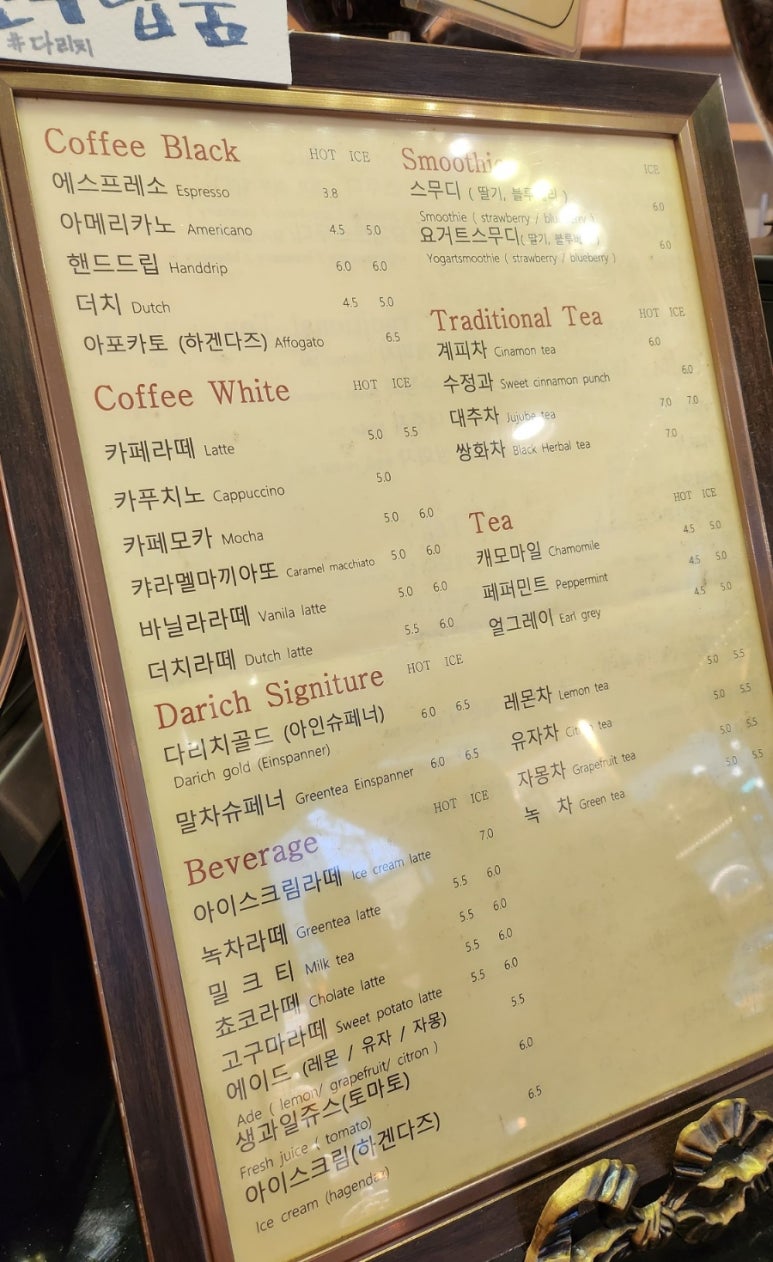 #다리치
Coffee Black HOT ICE
에스프레소 Espresso 3.8
아메리카노 Americano 4.5 5.0
핸드드립 Handdrip 6.0 6.0
더치 Dutch 4.5 5.0
아포카토 (하겐다즈) Affogato 6.5
Coffee White HOT ICE
카페라떼 Latte 5.0 5.5
카푸치노 Cappuccino 5.0
카페모카 Mocha 5.0 6.0
캬라멜마끼아또 Caramel macchiato 5.0 6.0
바닐라라떼 Vanila latte 5.0 6.0
더치라떼 Dutch latte 5.5 6.0
Darich Signiture HOT ICE
다리치골드 (아인슈페너) 6.0 6.5
Darich gold (Einspanner)
말차슈페너 Greentea Einspanner 6.0 6.5
Beverage HOT ICE
아이스크림라떼 Ice cream latte 7.0
녹차라떼 Greentea latte 5.5 6.0
밀 크 티 Milk tea 5.5 6.0
쵸코라떼 Cholate latte 5.5 6.0
고구마라떼 Sweet potato latte 5.5 6.0
에이드 (레몬 / 유자 / 자몽) 5.5
Ade ( lemon/ grapefruit/ citron )
생과일쥬스(토마토) 6.0
Fresh juice ( tomato)
아이스크림(하겐다즈) 6.5
Ice cream (hagendaz)
Smoothie ICE
스무디 ( 딸기, 블루베리 ) 6.0
Smoothie ( strawberry / blueberry )
요거트스무디( 딸기, 블루베리) 6.0
Yogartsmoothie ( strawberry / blueberry )
Traditional Tea HOT ICE
계피차 Cinamon tea 6.0
수정과 Sweet cinnamon punch 6.0
대추차 Jujube tea 7.0 7.0
쌍화차 Black Herbal tea 7.0
Tea HOT ICE
캐모마일 Chamomile 4.5 5.0
페퍼민트 Peppermint 4.5 5.0
얼그레이 Earl grey 4.5 5.0
레몬차 Lemon tea 5.0 5.5
유자차 Citron tea 5.0 5.5
자몽차 Grapefruit tea 5.0 5.5
녹 차 Green tea 5.0 5.5